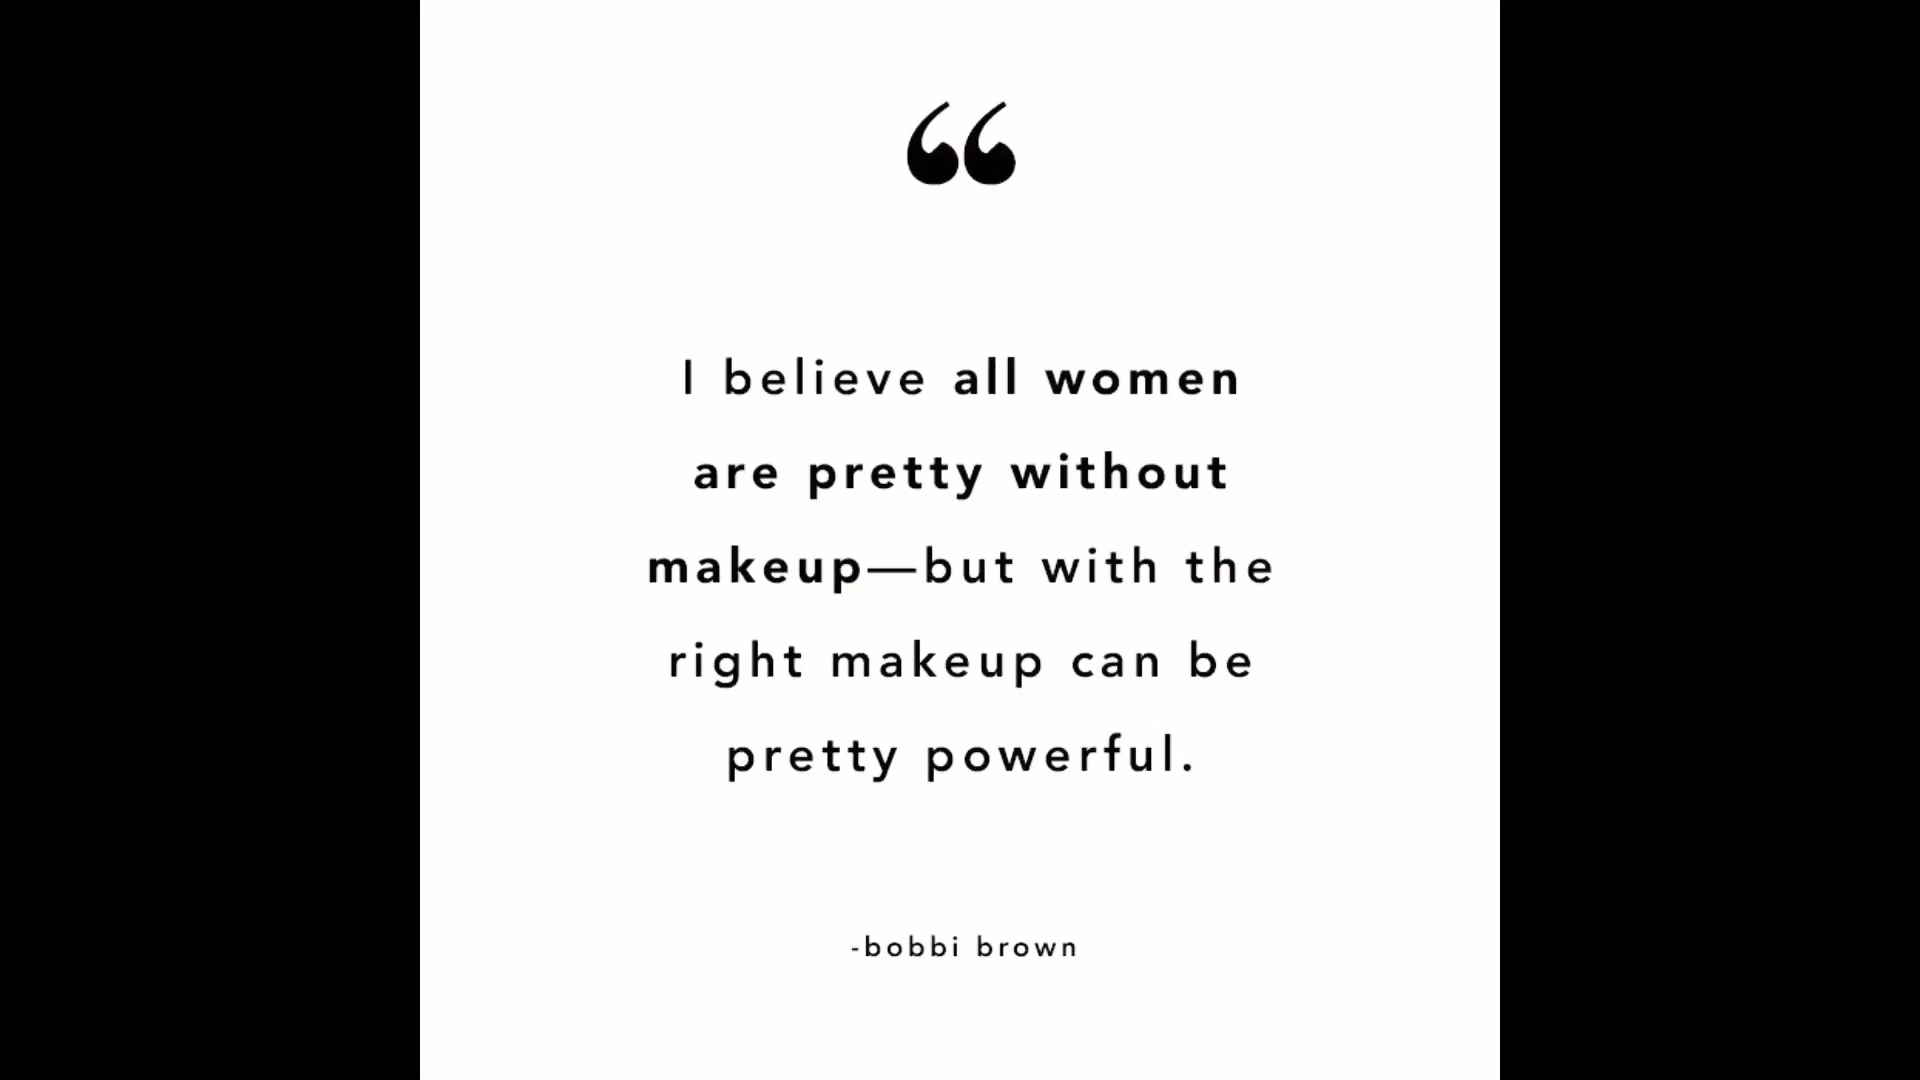 “
I believe all women
are pretty without
makeup—but with the
right makeup can be
pretty powerful.
-bobbi brown